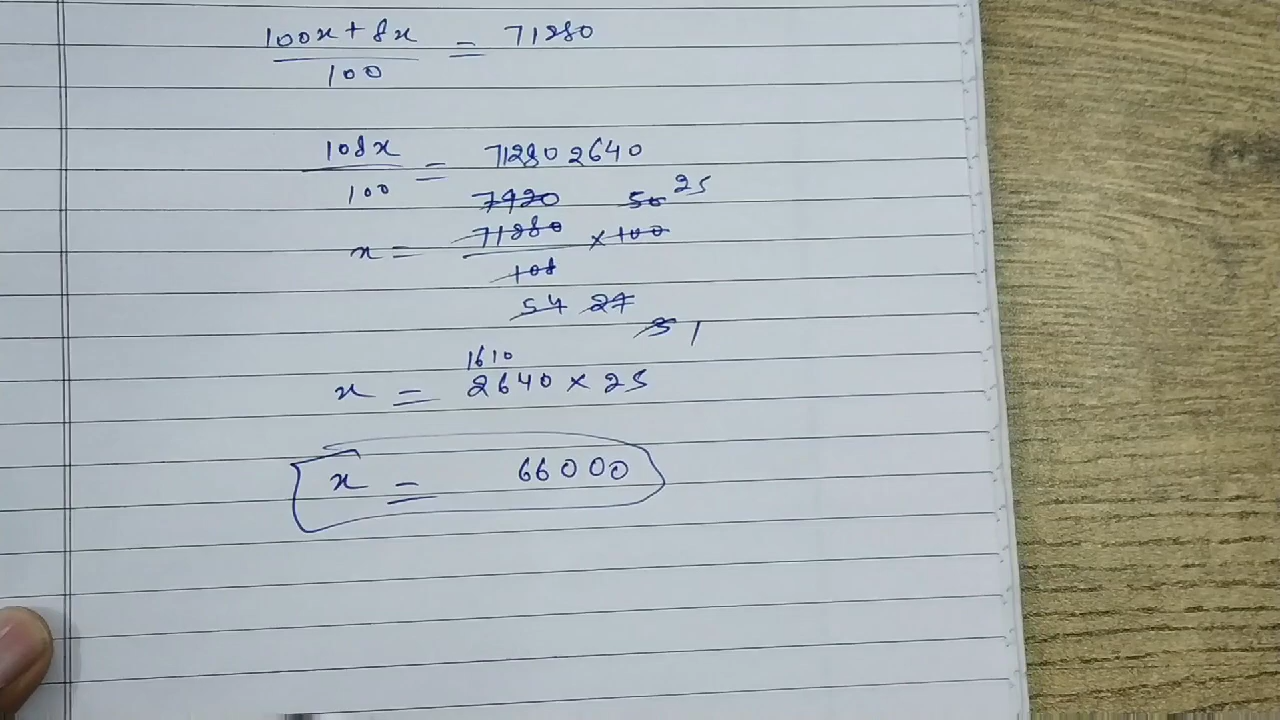 100x + 8x = 71280
100
108x = 71280 2640
100
7920 50 25
x = 71280 × 100
108
54 27
3 1
1610
x = 2640 × 25
x = 66000